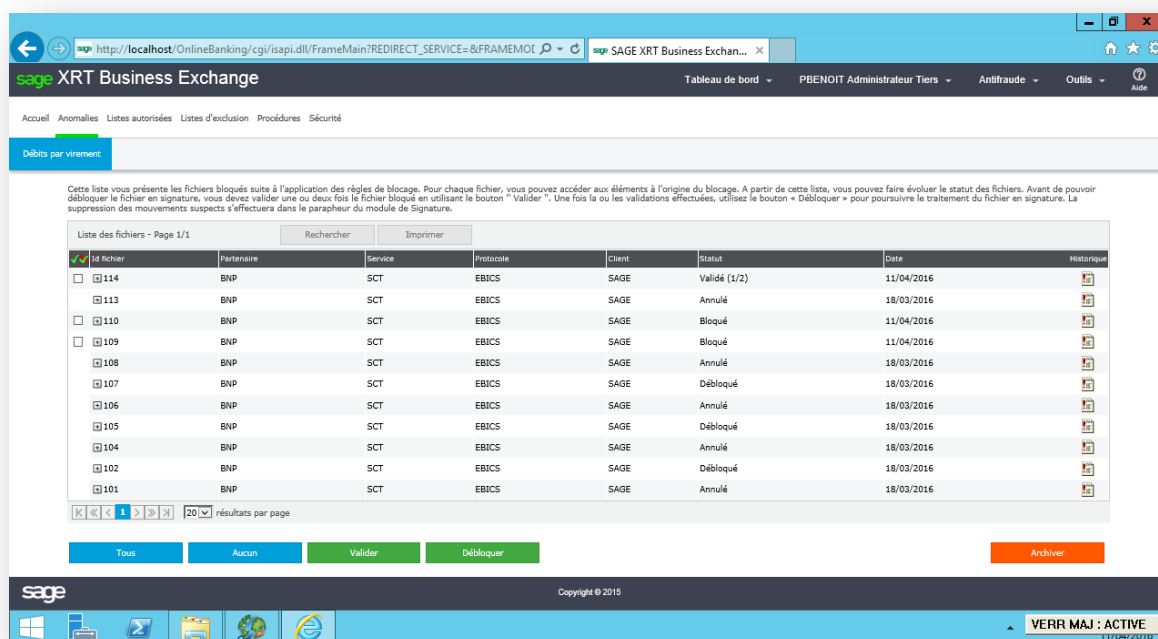 http://localhost/OnlineBanking/cgi/isapi.dll/FrameMain?REDIRECT_SERVICE=&FRAMEMOI
sage SAGE XRT Business Exchan...
sage XRT Business Exchange
Tableau de bord PBENOIT Administrateur Tiers Antifraude Outils Aide
Accueil Anomalies Listes autorisées Listes d'exclusion Procédures Sécurité
Débits par virement
Cette liste vous présente les fichiers bloqués suite à l'application des règles de blocage. Pour chaque fichier, vous pouvez accéder aux éléments à l'origine du blocage. A partir de cette liste, vous pouvez faire évoluer le statut des fichiers. Avant de pouvoir
débloquer le fichier en signature, vous devez valider une ou deux fois le fichier bloqué en utilisant le bouton " Valider ". Une fois la ou les validations effectuées, utilisez le bouton « Débloquer » pour poursuivre le traitement du fichier en signature. La
suppression des mouvements suspects s'effectuera dans le parapheur du module de Signature.
Liste des fichiers - Page 1/1 Rechercher Imprimer
Id fichier Partenaire Service Protocole Client Statut Date Historique
114 BNP SCT EBICS SAGE Validé (1/2) 11/04/2016
113 BNP SCT EBICS SAGE Annulé 18/03/2016
110 BNP SCT EBICS SAGE Bloqué 11/04/2016
109 BNP SCT EBICS SAGE Bloqué 11/04/2016
108 BNP SCT EBICS SAGE Annulé 18/03/2016
107 BNP SCT EBICS SAGE Débloqué 18/03/2016
106 BNP SCT EBICS SAGE Annulé 18/03/2016
105 BNP SCT EBICS SAGE Débloqué 18/03/2016
104 BNP SCT EBICS SAGE Annulé 18/03/2016
102 BNP SCT EBICS SAGE Débloqué 18/03/2016
101 BNP SCT EBICS SAGE Annulé 18/03/2016
1 20 résultats par page
Tous Aucun Valider Débloquer Archiver
sage Copyright © 2015
VERR MAJ : ACTIVE
11/04/2016